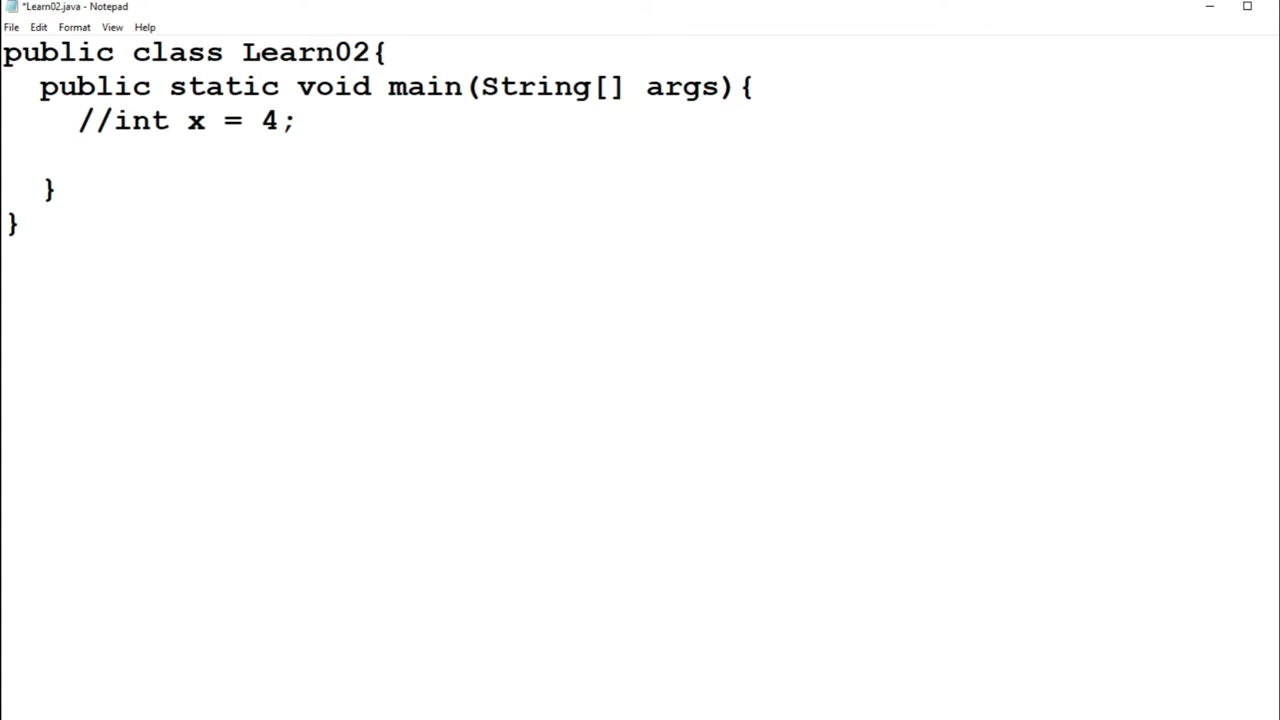 *Learn02.java - Notepad
File Edit Format View Help
public class Learn02{
  public static void main(String[] args){
    //int x = 4;
  }
}